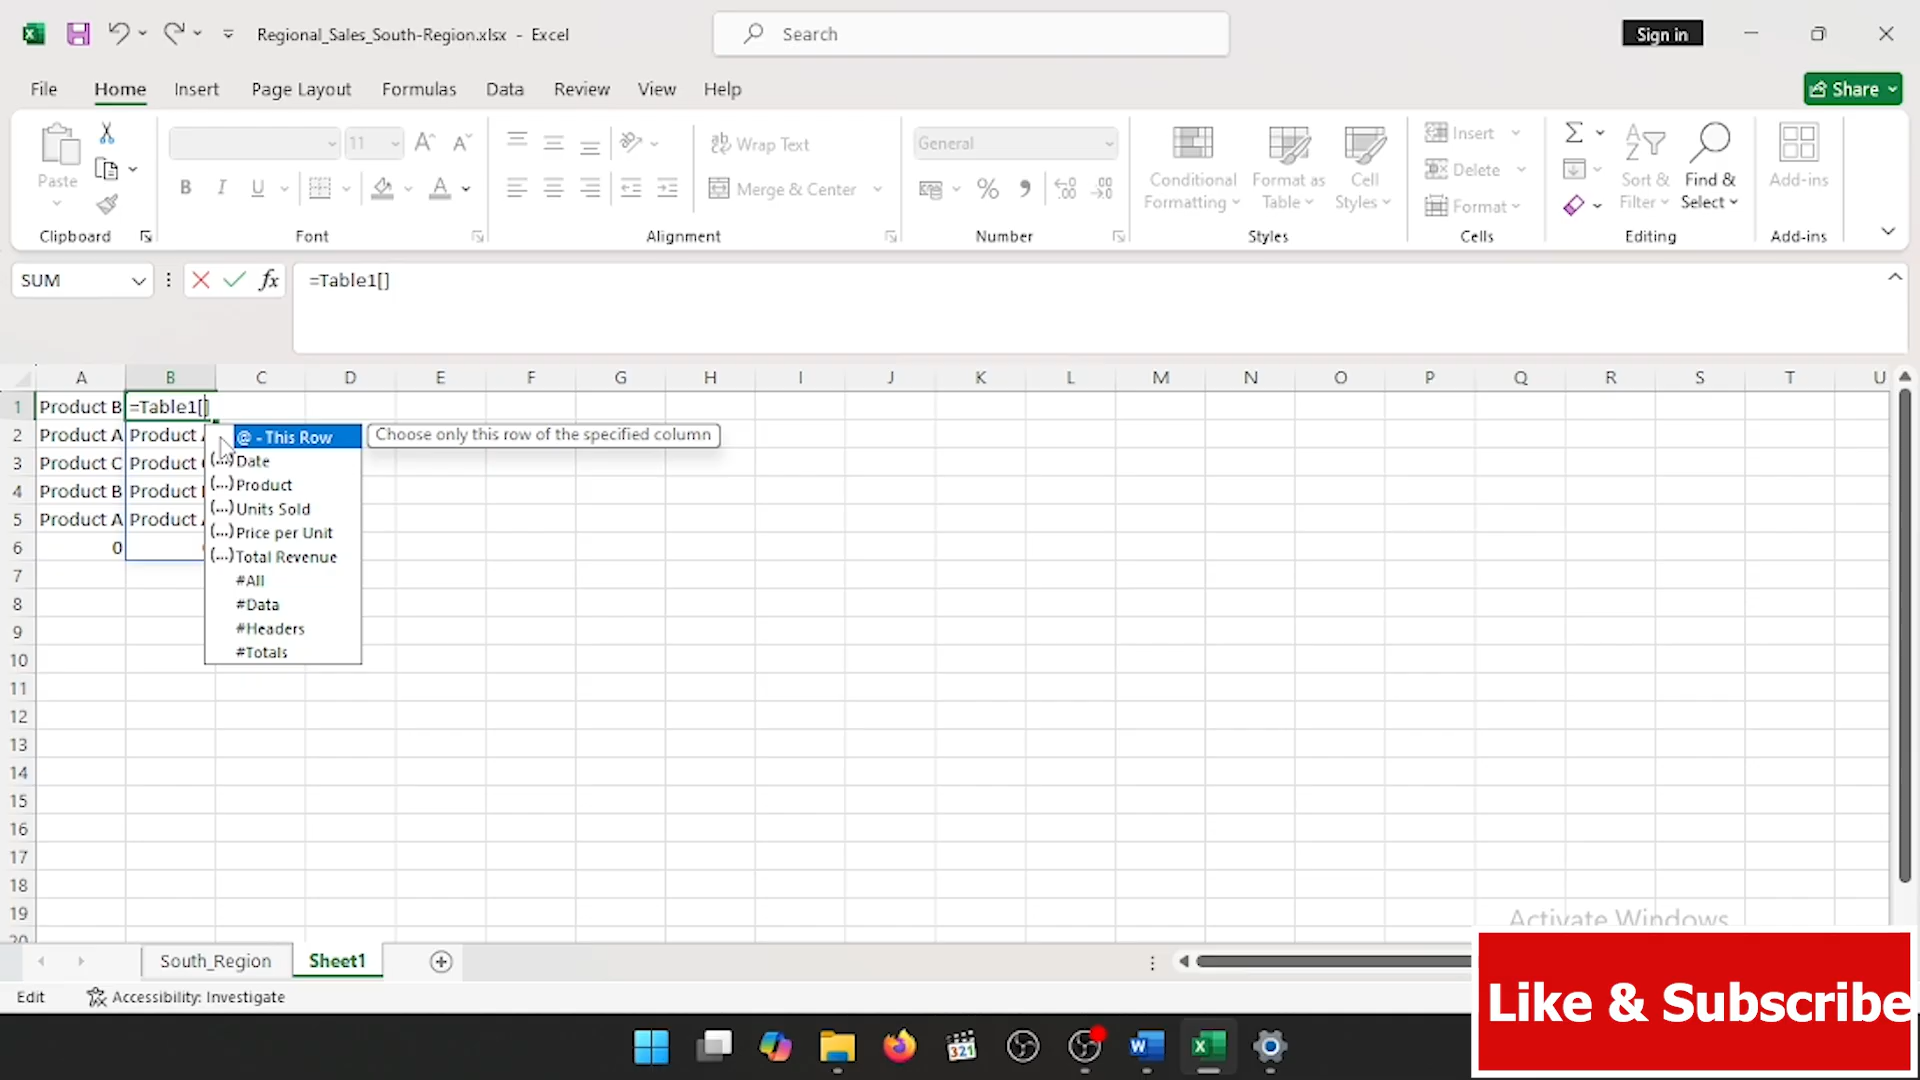 Regional_Sales_South-Region.xlsx - Excel
Search
Sign in
File Home Insert Page Layout Formulas Data Review View Help
Share
Paste
Clipboard
11
B I U
Font
Wrap Text
Merge & Center
Alignment
General
Number
Conditional Formatting
Format as Table
Cell Styles
Styles
Insert
Delete
Format
Cells
Sort & Filter
Find & Select
Editing
Add-ins
Add-ins
SUM
fx
=Table1[]
A B C D E F G H I J K L M N O P Q R S T U
1 Product B =Table1[]
2 Product A Product A
3 Product C Product
4 Product B Product
5 Product A Product A
6 0
7
8
9
10
11
12
13
14
15
16
17
18
19
20
@ - This Row
(...) Date
(...) Product
(...) Units Sold
(...) Price per Unit
(...) Total Revenue
#All
#Data
#Headers
#Totals
Choose only this row of the specified column
Activate Windows
South_Region Sheet1
Edit
Accessibility: Investigate
321
Like & Subscribe